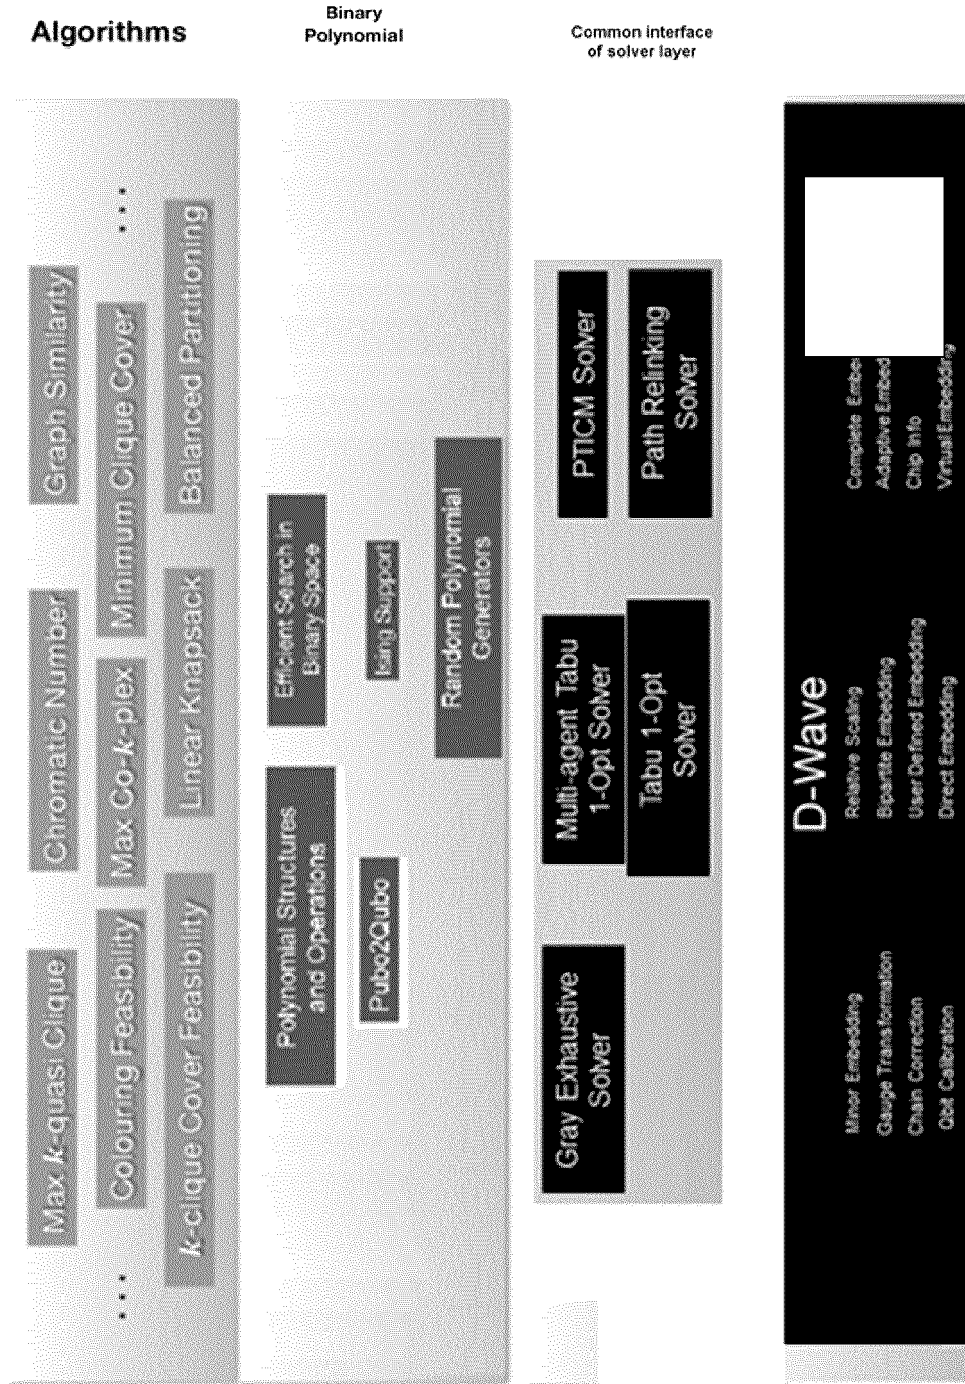 Algorithms
Binary
Polynomial
Common interface
of solver layer
...
Max k-quasi Clique
Chromatic Number
Graph Similarity
Colouring Feasibility
Max Co-k-plex
Minimum Clique Cover
...
k-clique Cover Feasibility
Linear Knapsack
Balanced Partitioning
Polynomial Structures
and Operations
Efficient Search in
Binary Space
Pubo2Qubo
Ising Support
Random Polynomial
Generators
Gray Exhaustive
Solver
Multi-agent Tabu
1-Opt Solver
PTICM Solver
Tabu 1-Opt
Solver
Path Relinking
Solver
D-Wave
Minor Embedding
Relative Scaling
Complete Embe
Gauge Transformation
Bipartite Embedding
Adaptive Embed
Chain Correction
User Defined Embedding
Chip Info
Qbit Calibration
Direct Embedding
Virtual Embedding